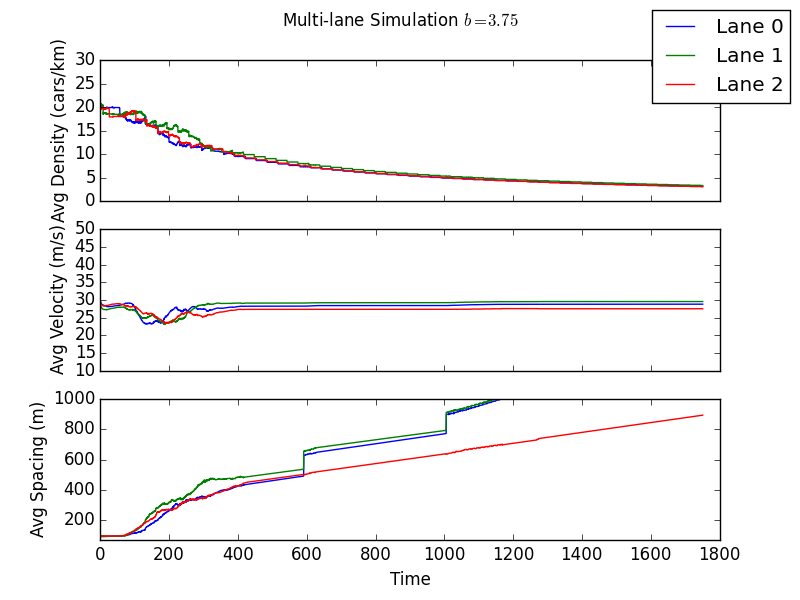 Multi-lane Simulation b=3.75
Lane 0
Lane 1
Lane 2
Avg Density (cars/km)
30
25
20
15
10
5
0
Avg Velocity (m/s)
50
45
40
35
30
25
20
15
10
Avg Spacing (m)
1000
800
600
400
200
0 200 400 600 800 1000 1200 1400 1600 1800
Time